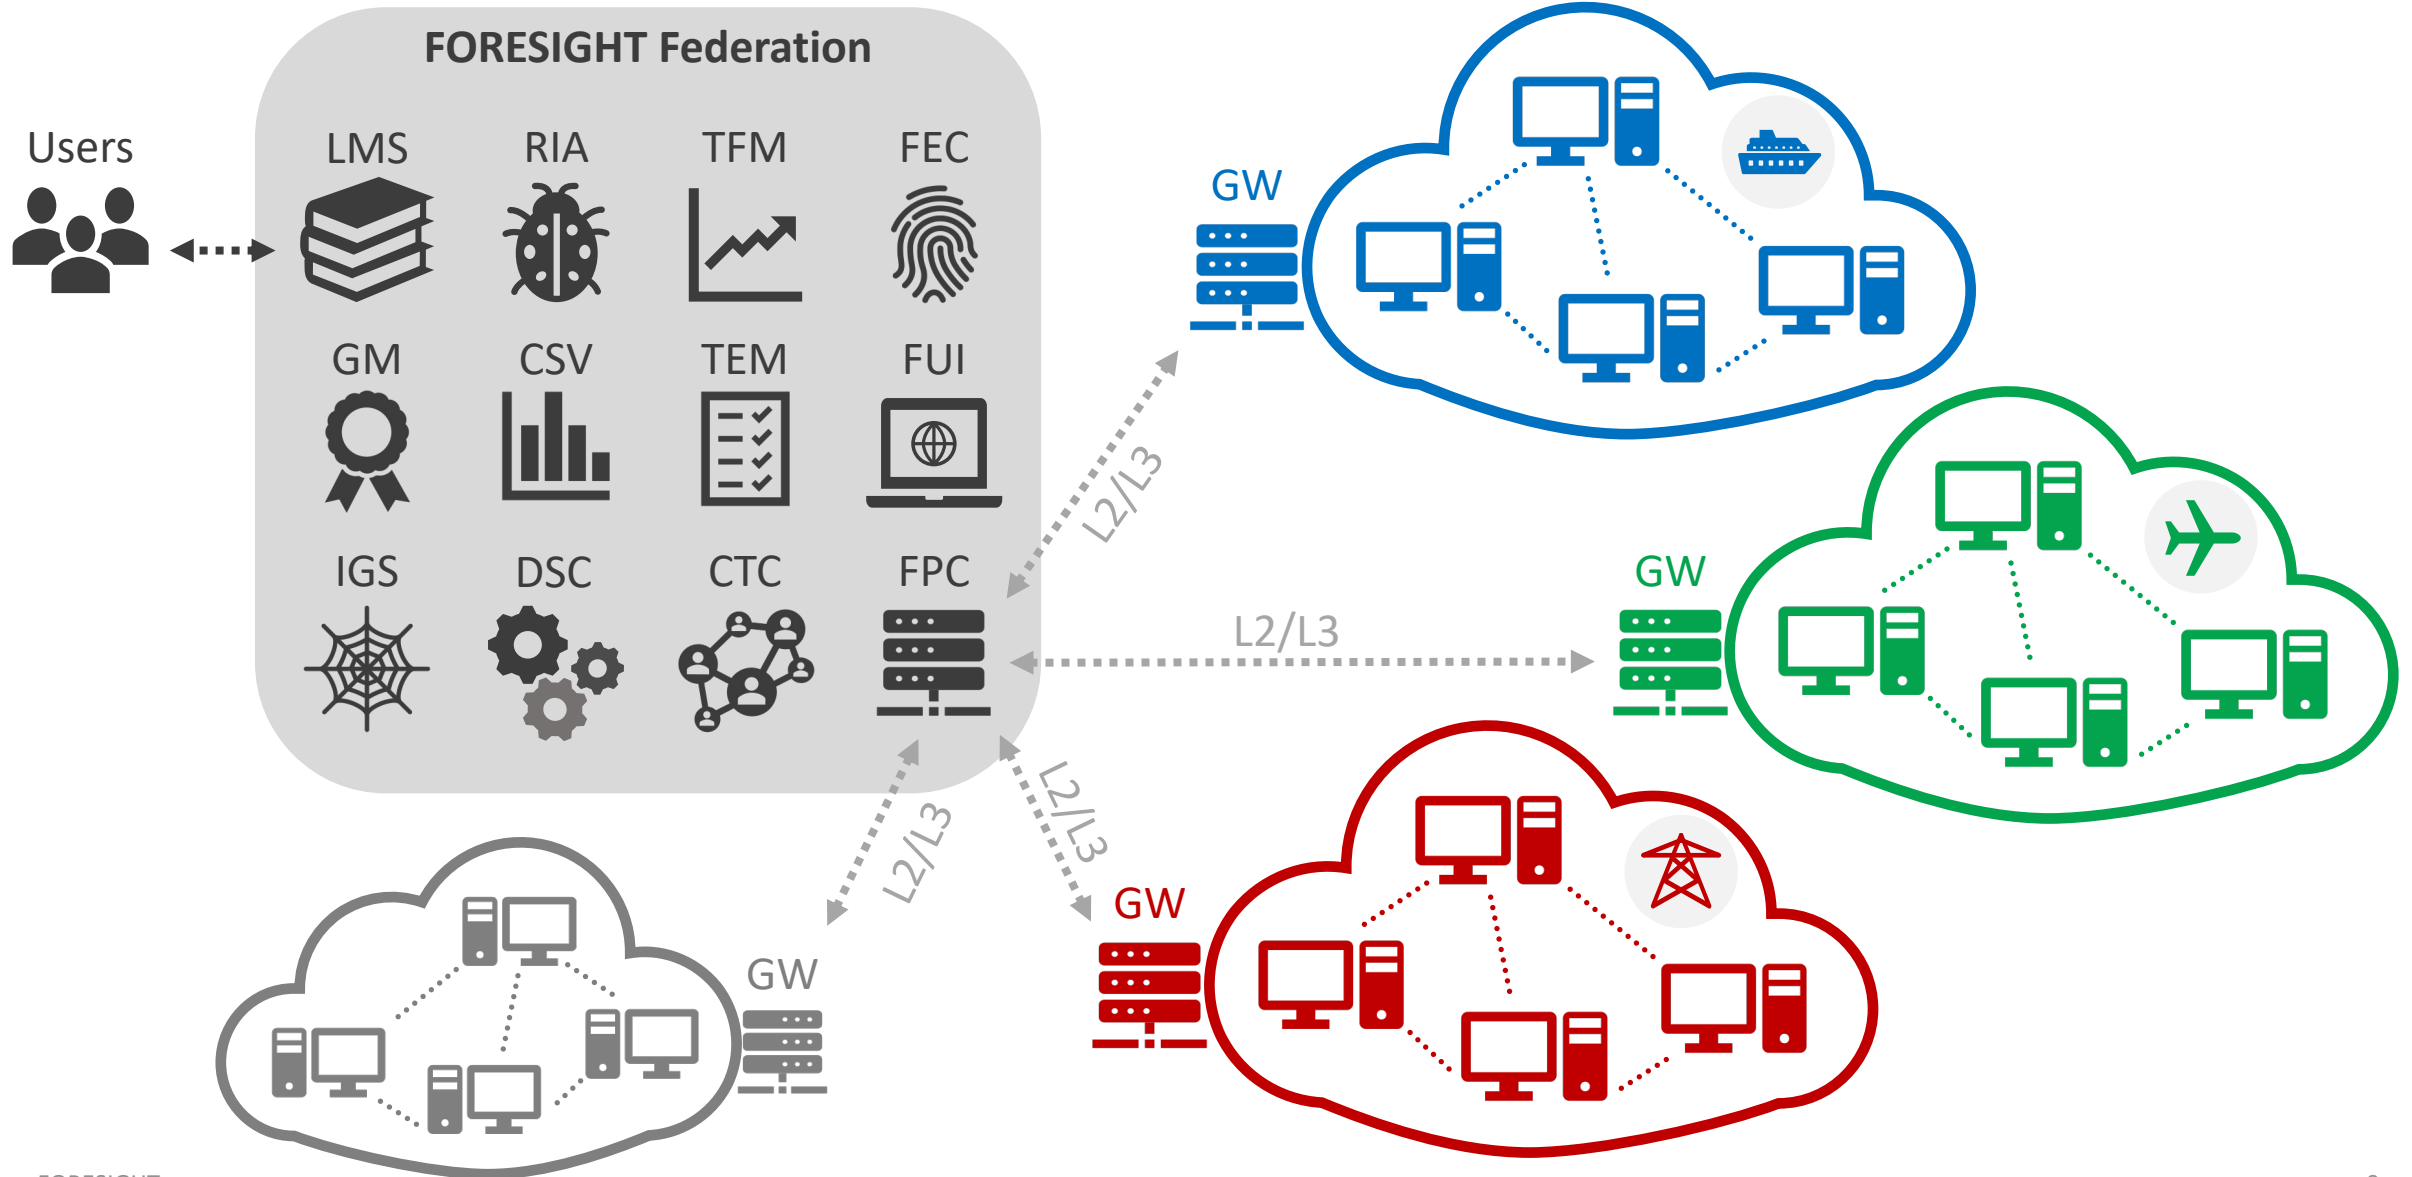 FORESIGHT Federation
Users
LMS
RIA
TFM
FEC
GM
CSV
TEM
FUI
IGS
DSC
CTC
FPC
GW
L2/L3
GW
L2/L3
GW
L2/L3
GW
L2/L3
FORESIGHT